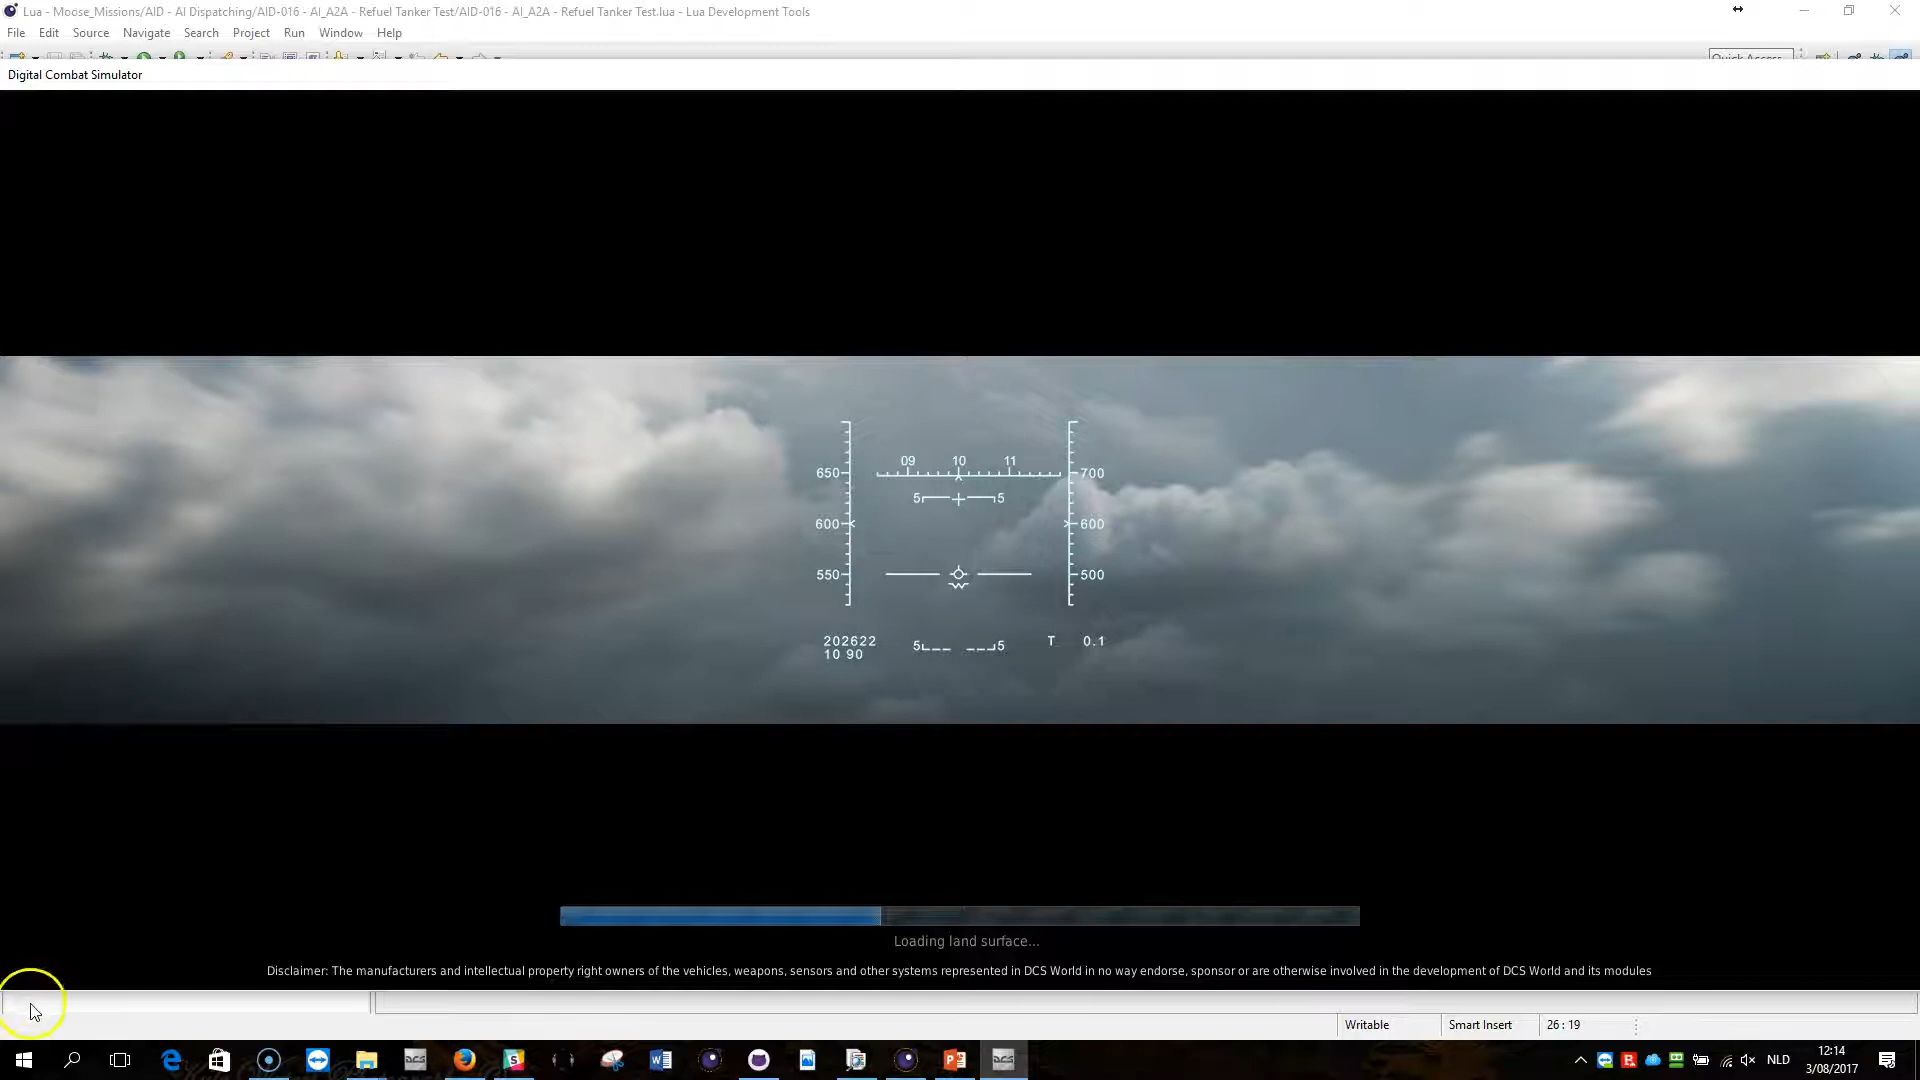 Lua - Moose_Missions/AID - AI Dispatching/AID-016 - AI_A2A - Refuel Tanker Test/AID-016 - AI_A2A - Refuel Tanker Test.lua - Lua Development Tools
File Edit Source Navigate Search Project Run Window Help
Quick Access
Digital Combat Simulator
09 10 11
650 700
5 5
600 600
550 500
202622 5 5 T 0.1
10 90
Loading land surface...
Disclaimer: The manufacturers and intellectual property right owners of the vehicles, weapons, sensors and other systems represented in DCS World in no way endorse, sponsor or are otherwise involved in the development of DCS World and its modules
Writable Smart Insert 26 : 19
NLD 12:14
3/08/2017